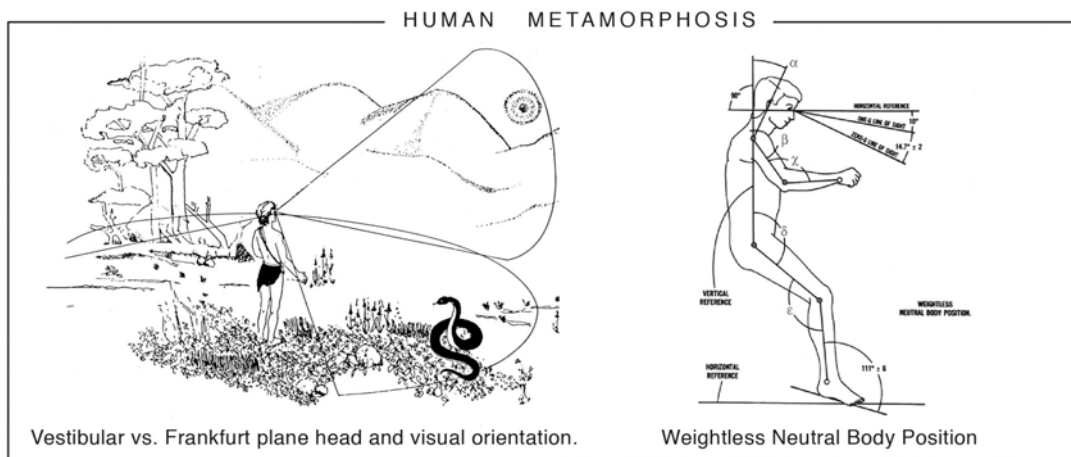 HUMAN METAMORPHOSIS
α
90°
HORIZONTAL REFERENCE
10°
ONE-G LINE OF SIGHT
ZERO-G LINE OF SIGHT
14.7° ± 2
β
χ
δ
VERTICAL
REFERENCE
ε
WEIGHTLESS
NEUTRAL BODY POSITION.
HORIZONTAL
REFERENCE
111° ± 6
Vestibular vs. Frankfurt plane head and visual orientation.
Weightless Neutral Body Position